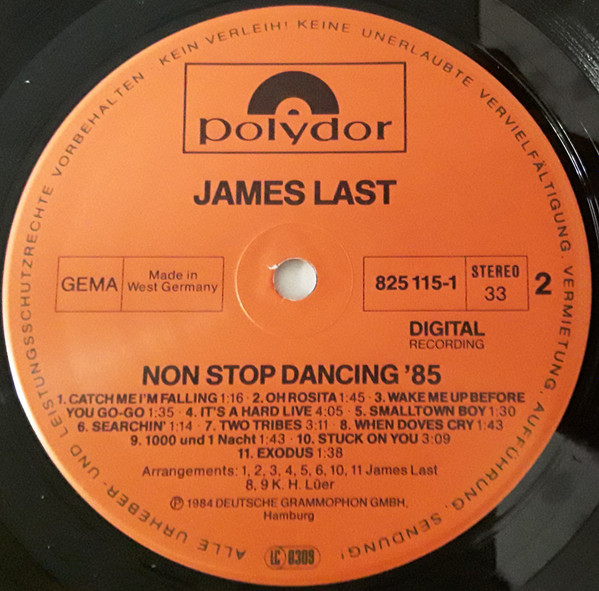 ALLE URHEBER- UND LEISTUNGSSCHUTZRECHTE VORBEHALTEN KEIN VERLEIH! KEINE UNERLAUBTE VERVIELFÄLTIGUNG, VERMIETUNG, AUFFÜHRUNG, SENDUNG!
polydor
JAMES LAST
GEMA
Made in
West Germany
825 115-1
STEREO
33
2
DIGITAL
RECORDING
NON STOP DANCING '85
1. CATCH ME I'M FALLING 1:16 · 2. OH ROSITA 1:45 · 3. WAKE ME UP BEFORE
YOU GO-GO 1:35 · 4. IT'S A HARD LIVE 4:05 · 5. SMALLTOWN BOY 1:30
6. SEARCHIN' 1:14 · 7. TWO TRIBES 3:11 · 8. WHEN DOVES CRY 1:43
9. 1000 und 1 Nacht 1:43 · 10. STUCK ON YOU 3:09
11. EXODUS 1:38
Arrangements: 1, 2, 3, 4, 5, 6, 10, 11 James Last
8, 9 K. H. Lüer
℗ 1984 DEUTSCHE GRAMMOPHON GMBH,
Hamburg
LC 0309